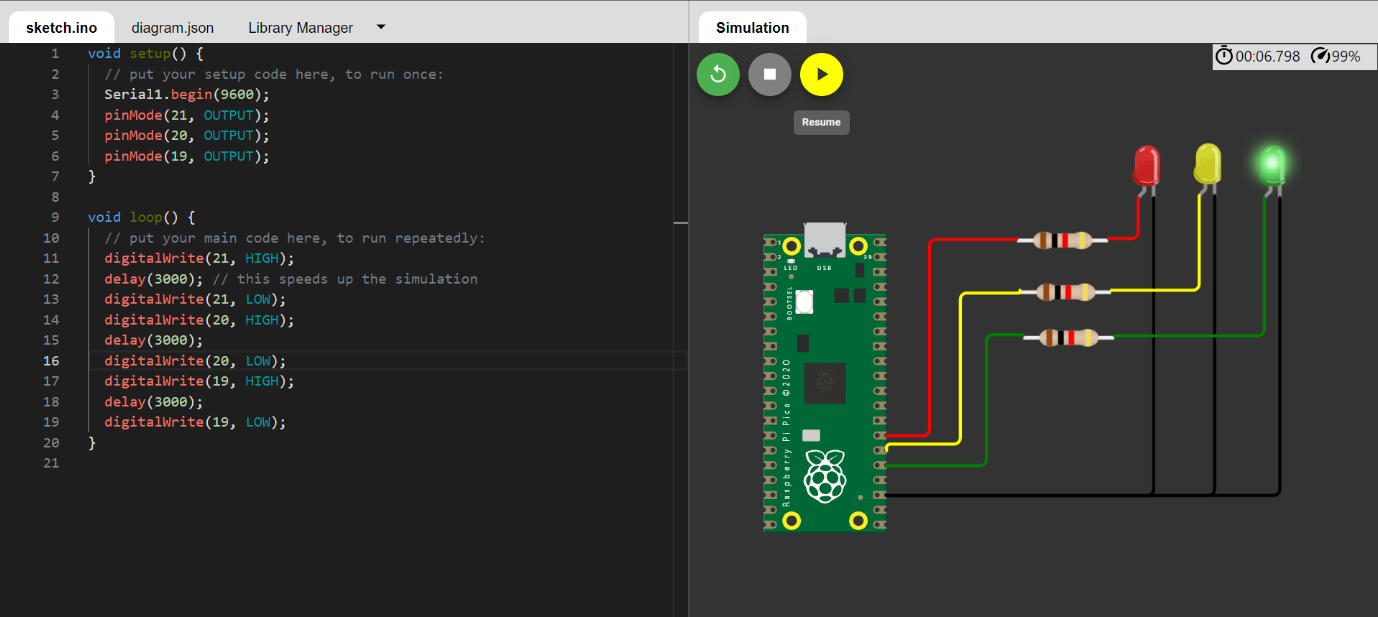 sketch.ino diagram.json Library Manager
1 void setup() {
2 // put your setup code here, to run once:
3 Serial1.begin(9600);
4 pinMode(21, OUTPUT);
5 pinMode(20, OUTPUT);
6 pinMode(19, OUTPUT);
7 }
8
9 void loop() {
10 // put your main code here, to run repeatedly:
11 digitalWrite(21, HIGH);
12 delay(3000); // this speeds up the simulation
13 digitalWrite(21, LOW);
14 digitalWrite(20, HIGH);
15 delay(3000);
16 digitalWrite(20, LOW);
17 digitalWrite(19, HIGH);
18 delay(3000);
19 digitalWrite(19, LOW);
20 }
21
Simulation
00:06.798 99%
Resume
1
2
39
LED USB
BOOTSEL
Raspberry Pi Pico ©2020